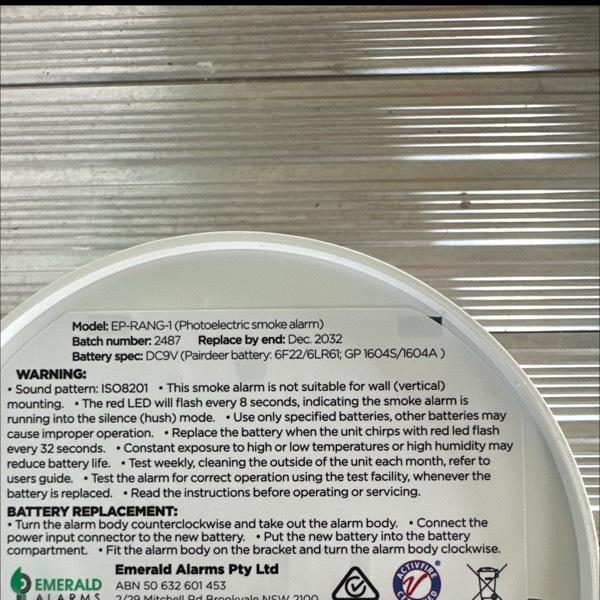 Model: EP-RANG-1 (Photoelectric smoke alarm)
Batch number: 2487 Replace by end: Dec. 2032
Battery spec: DC9V (Pairdeer battery: 6F22/6LR61; GP 1604S/1604A )
WARNING:
• Sound pattern: ISO8201 • This smoke alarm is not suitable for wall (vertical)
mounting. • The red LED will flash every 8 seconds, indicating the smoke alarm is
running into the silence (hush) mode. • Use only specified batteries, other batteries may
cause improper operation. • Replace the battery when the unit chirps with red led flash
every 32 seconds. • Constant exposure to high or low temperatures or high humidity may
reduce battery life. • Test weekly, cleaning the outside of the unit each month, refer to
users guide. • Test the alarm for correct operation using the test facility, whenever the
battery is replaced. • Read the instructions before operating or servicing.
BATTERY REPLACEMENT:
• Turn the alarm body counterclockwise and take out the alarm body. • Connect the
power input connector to the new battery. • Put the new battery into the battery
compartment. • Fit the alarm body on the bracket and turn the alarm body clockwise.
EMERALD
ALARMS
Emerald Alarms Pty Ltd
ABN 50 632 601 453
2/29 Mitchell Rd Brookvale NSW 2100
ACTIVFIRE